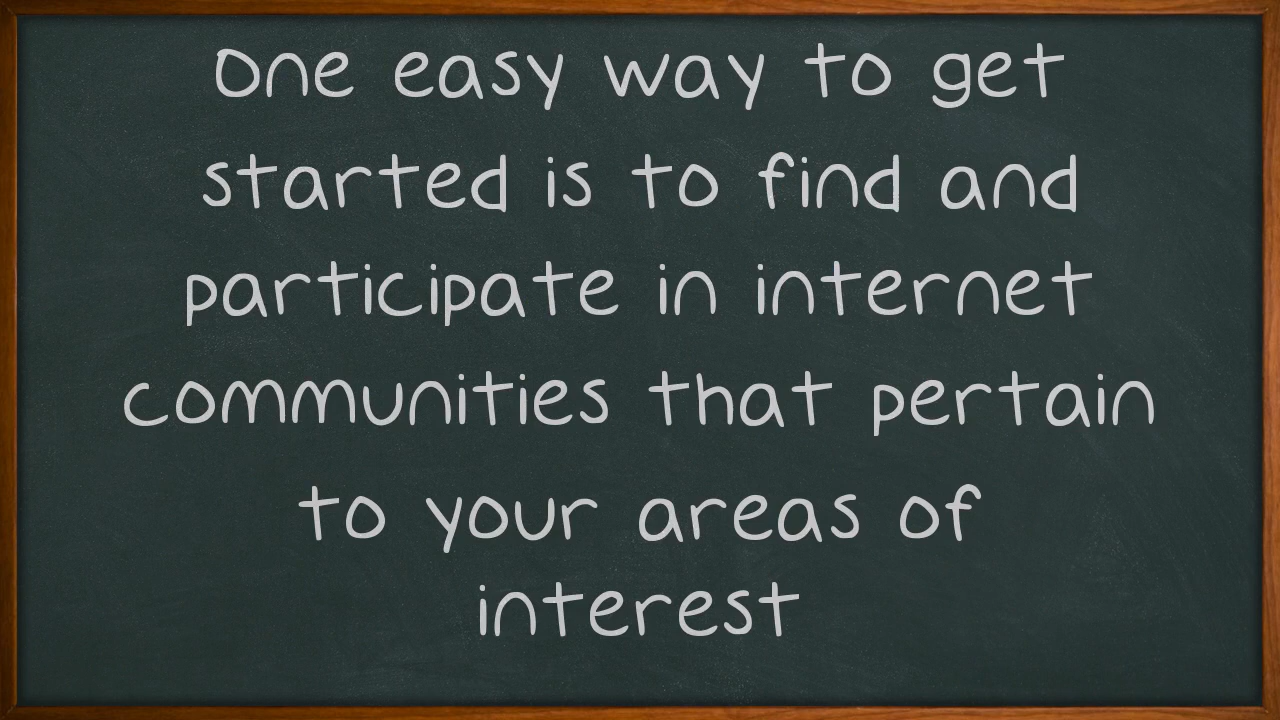 One easy way to get
started is to find and
participate in internet
communities that pertain
to your areas of
interest